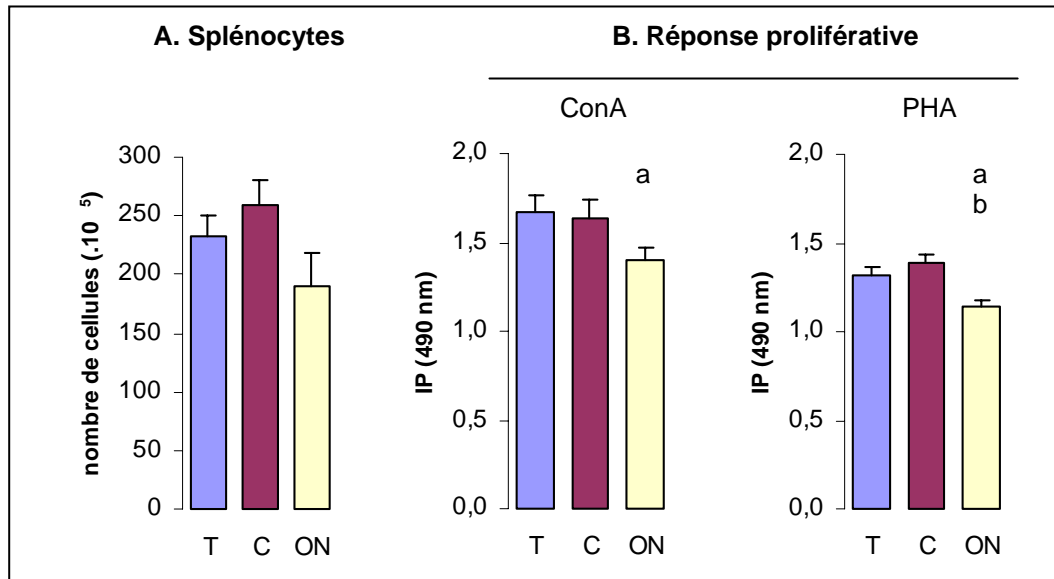 A. Splénocytes
B. Réponse proliférative
ConA
PHA
nombre de cellules (.10 5)
300
250
200
150
100
50
0
T C ON
IP (490 nm)
2,0
1,5
1,0
0,5
0,0
a
T C ON
IP (490 nm)
2,0
1,5
1,0
0,5
0,0
a
b
T C ON